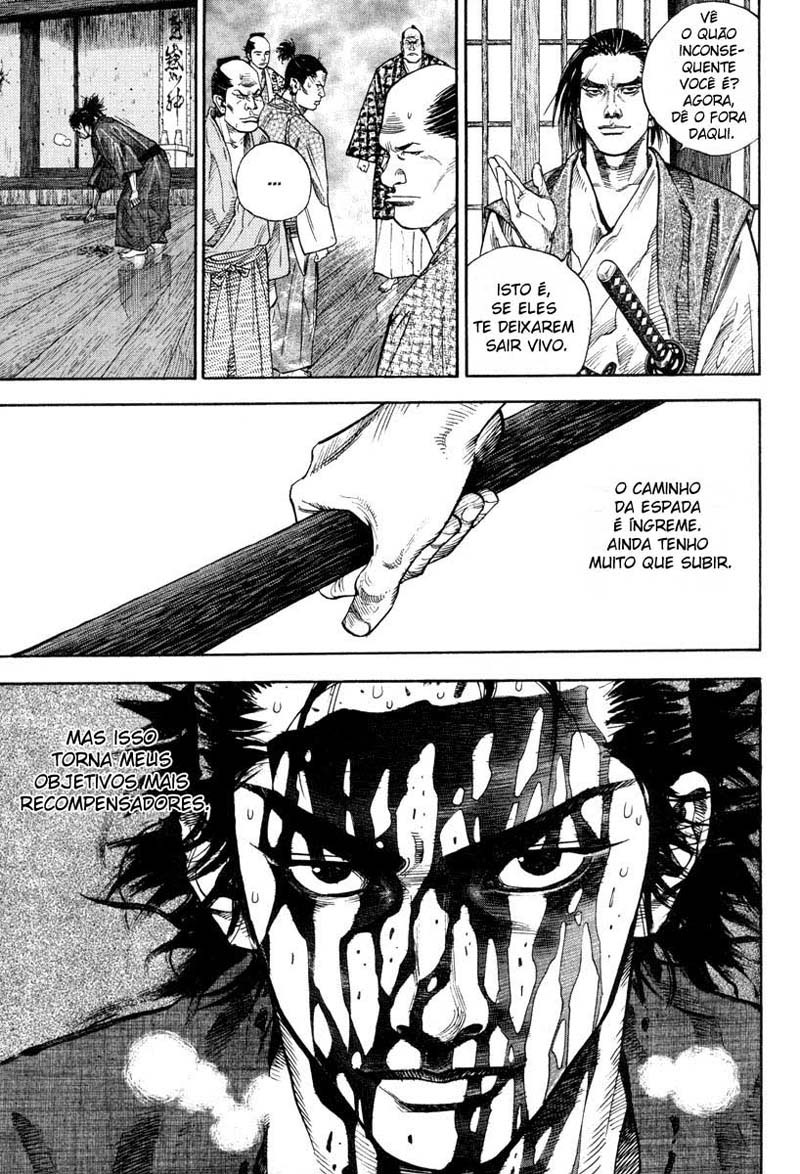 VÊ
O QUÃO
INCONSE-
QUENTE
VOCÊ É?
AGORA,
DÊ O FORA
DAQUI.
ISTO É,
SE ELES
TE DEIXAREM
SAIR VIVO.
...
O CAMINHO
DA ESPADA
É ÍNGREME.
AINDA TENHO
MUITO QUE SUBIR.
MAS ISSO
TORNA MEUS
OBJETIVOS MAIS
RECOMPENSADORES.